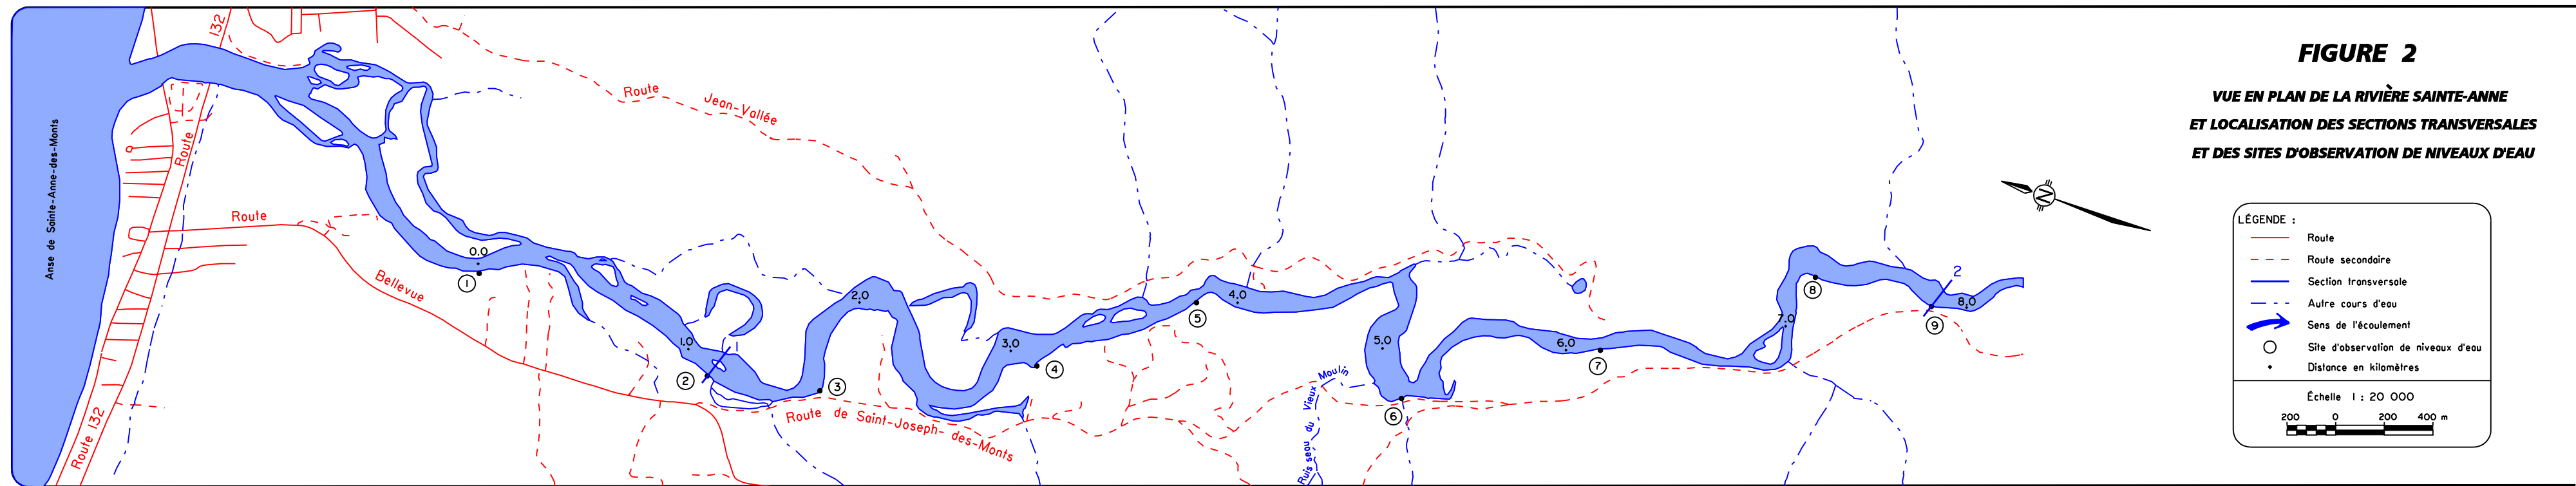 FIGURE 2
VUE EN PLAN DE LA RIVIÈRE SAINTE-ANNE
ET LOCALISATION DES SECTIONS TRANSVERSALES
ET DES SITES D'OBSERVATION DE NIVEAUX D'EAU
N
LÉGENDE :
Route
Route secondaire
Section transversale
Autre cours d'eau
Sens de l'écoulement
Site d'observation de niveaux d'eau
Distance en kilomètres
Échelle 1 : 20 000
200 0 200 400 m
Anse de Sainte-Anne-des-Monts
132
Route
Route 132
Route
Bellevue
Route
Jean-Vallée
Route de Saint-Joseph-des-Monts
Ruisseau du Vieux Moulin
0.0
1
1.0
2
3
2.0
3.0
4
5
4.0
5.0
6
6.0
7
7.0
8
2
8.0
9